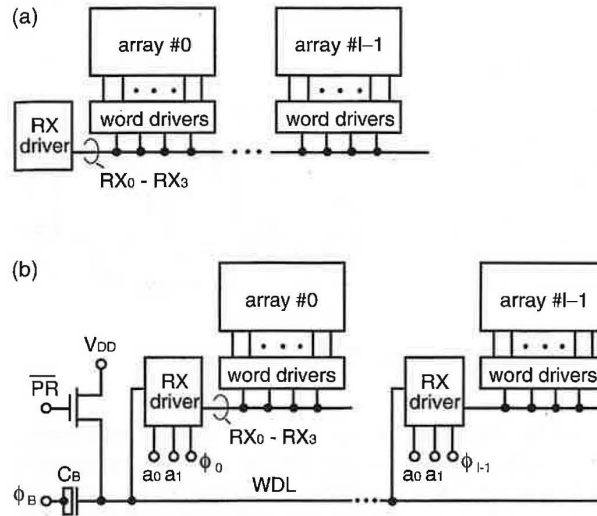 (a)
array #0
array #l–1
word drivers
word drivers
RX
driver
RX0 - RX3
(b)
array #0
array #l–1
VDD
PR
RX
driver
word drivers
RX
driver
word drivers
RX0 - RX3
CB
a0 a1 ϕ0
a0 a1 ϕl-1
ϕB
WDL